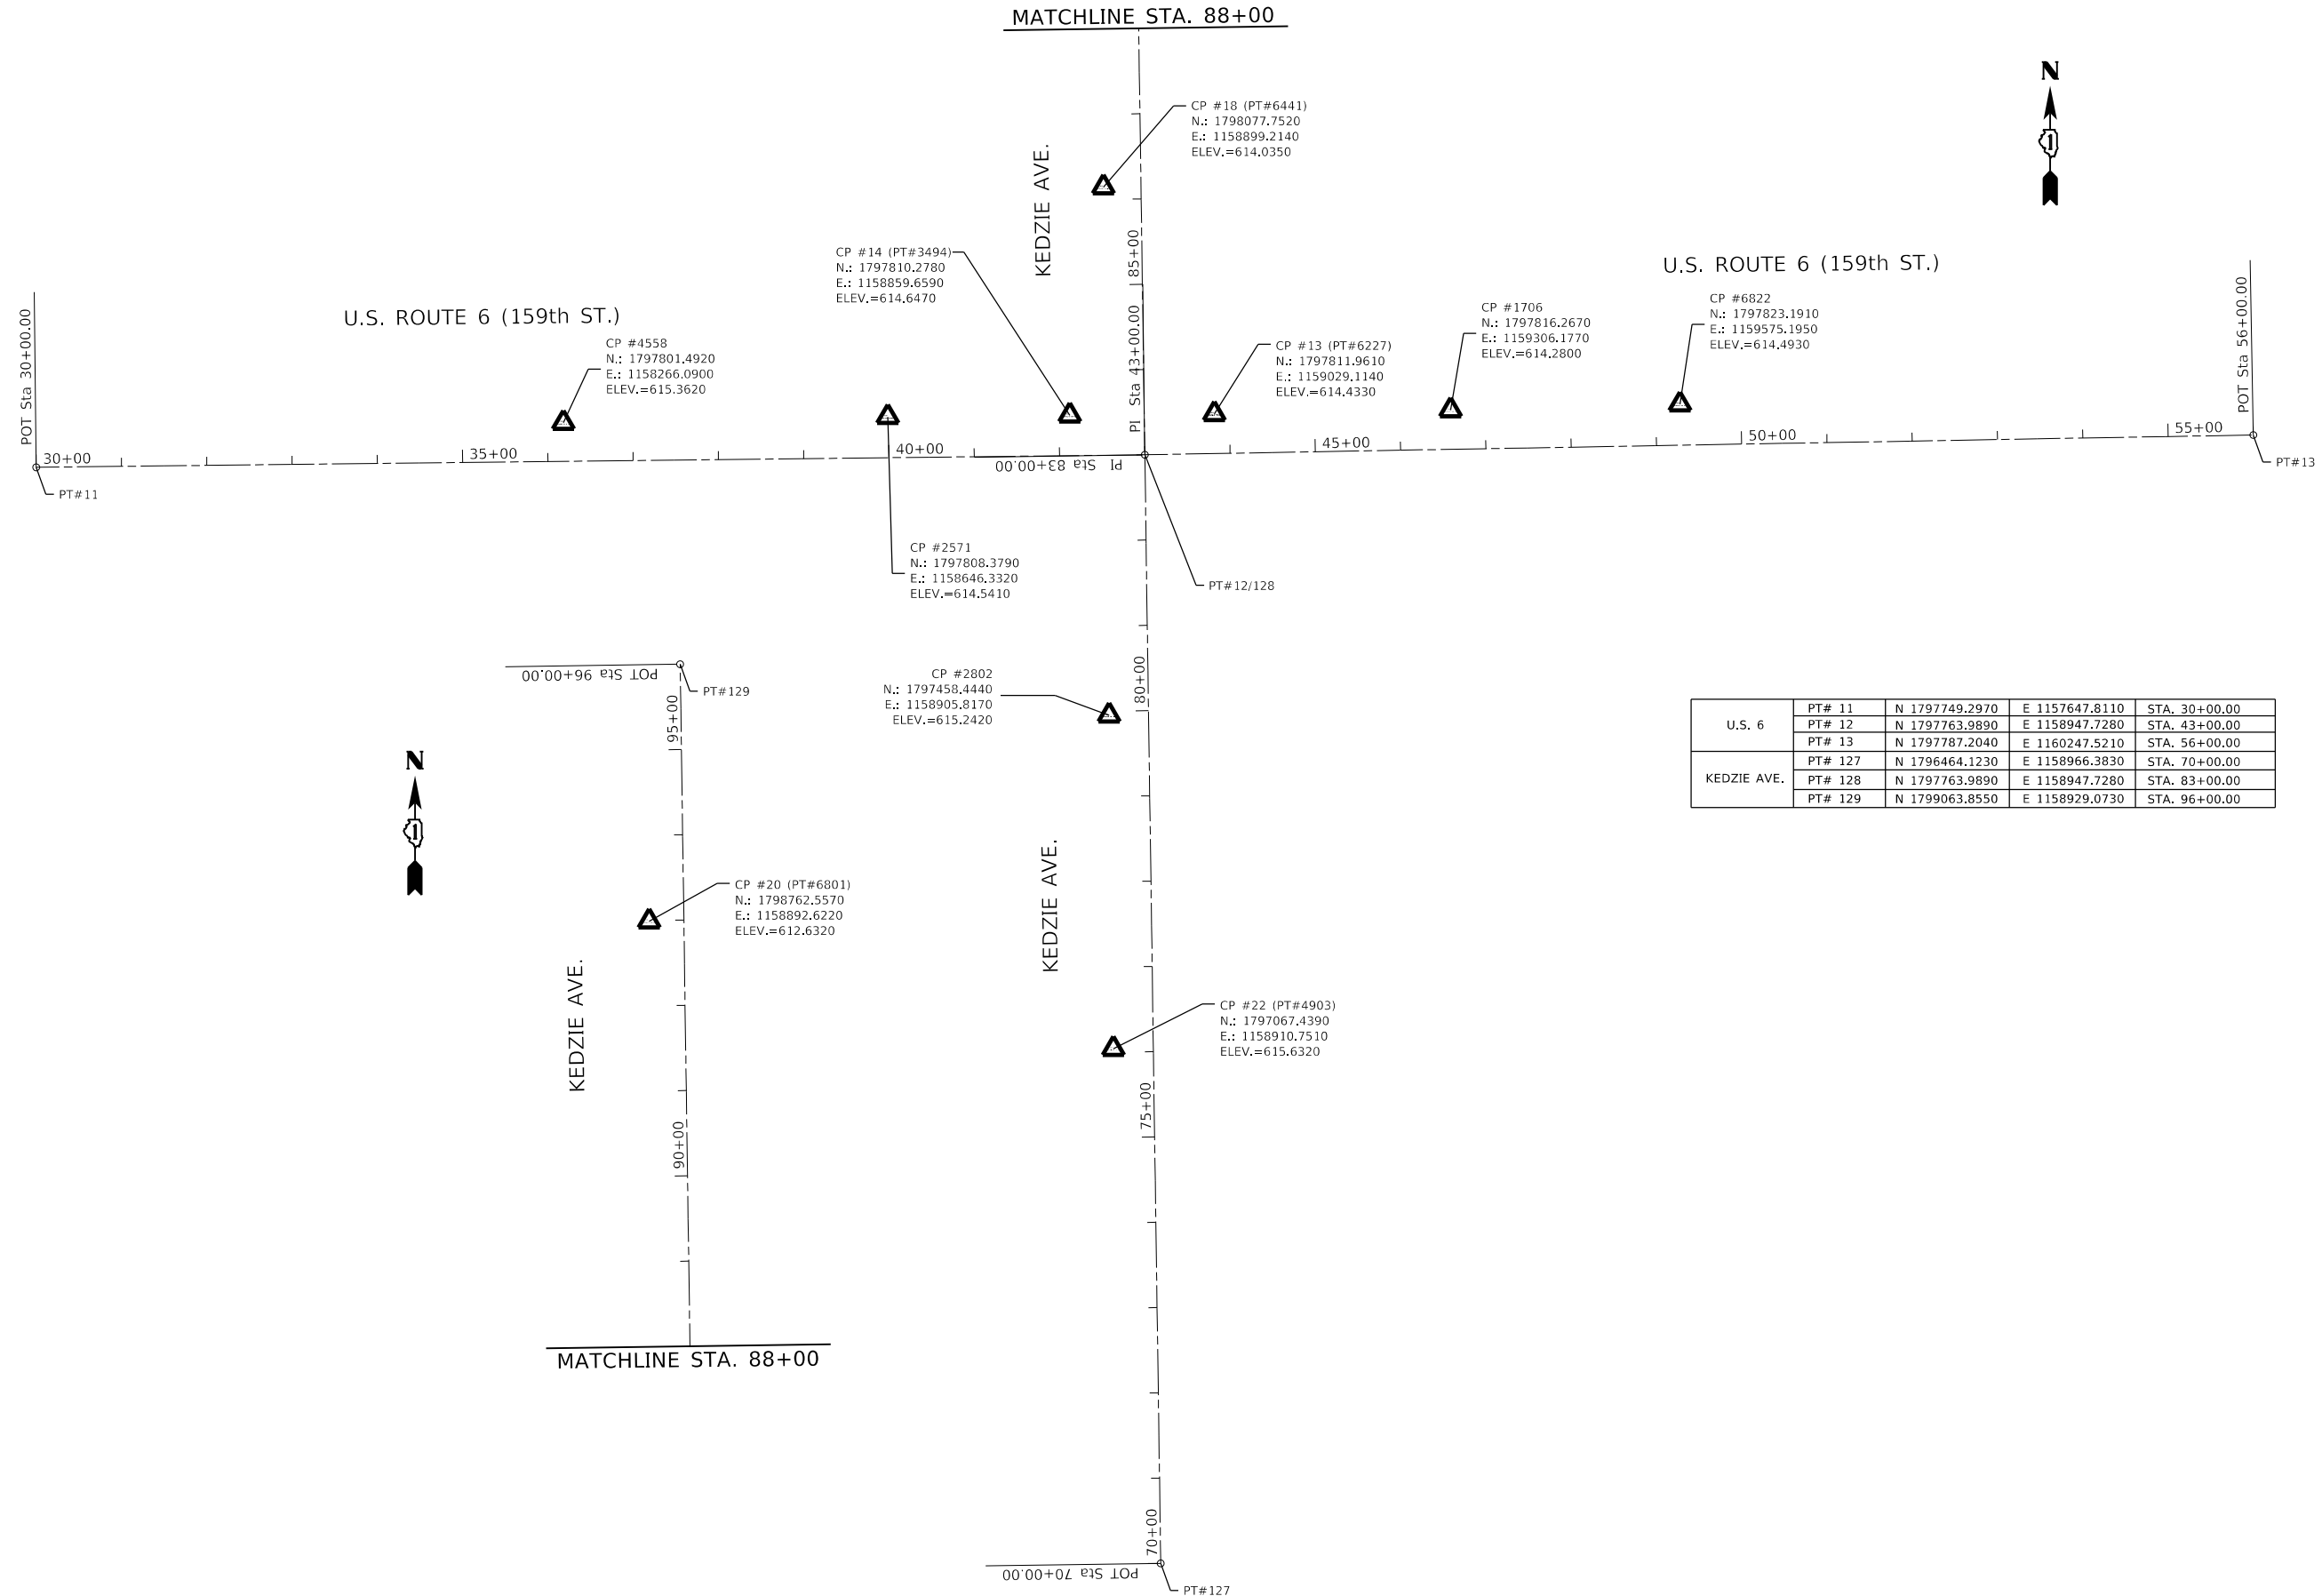 MATCHLINE STA. 88+00
N
1
CP #18 (PT#6441)
N.: 1798077.7520
E.: 1158899.2140
ELEV.=614.0350
KEDZIE AVE.
85+00
CP #14 (PT#3494)
N.: 1797810.2780
E.: 1158859.6590
ELEV.=614.6470
U.S. ROUTE 6 (159th ST.)
U.S. ROUTE 6 (159th ST.)
CP #4558
N.: 1797801.4920
E.: 1158266.0900
ELEV.=615.3620
CP #13 (PT#6227)
N.: 1797811.9610
E.: 1159029.1140
ELEV.=614.4330
CP #1706
N.: 1797816.2670
E.: 1159306.1770
ELEV.=614.2800
CP #6822
N.: 1797823.1910
E.: 1159575.1950
ELEV.=614.4930
POT Sta 30+00.00
PI Sta 43+00.00
POT Sta 56+00.00
30+00
35+00
40+00
45+00
50+00
55+00
PI Sta 83+00.00
PT#11
PT#13
CP #2571
N.: 1797808.3790
E.: 1158646.3320
ELEV.=614.5410
PT#12/128
POT Sta 96+00.00
PT#129
95+00
CP #2802
N.: 1797458.4440
E.: 1158905.8170
ELEV.=615.2420
80+00
U.S. 6
PT# 11 N 1797749.2970 E 1157647.8110 STA. 30+00.00
PT# 12 N 1797763.9890 E 1158947.7280 STA. 43+00.00
PT# 13 N 1797787.2040 E 1160247.5210 STA. 56+00.00
KEDZIE AVE.
PT# 127 N 1796464.1230 E 1158966.3830 STA. 70+00.00
PT# 128 N 1797763.9890 E 1158947.7280 STA. 83+00.00
PT# 129 N 1799063.8550 E 1158929.0730 STA. 96+00.00
N
1
CP #20 (PT#6801)
N.: 1798762.5570
E.: 1158892.6220
ELEV.=612.6320
KEDZIE AVE.
KEDZIE AVE.
CP #22 (PT#4903)
N.: 1797067.4390
E.: 1158910.7510
ELEV.=615.6320
90+00
75+00
MATCHLINE STA. 88+00
70+00
POT Sta 70+00.00
PT#127